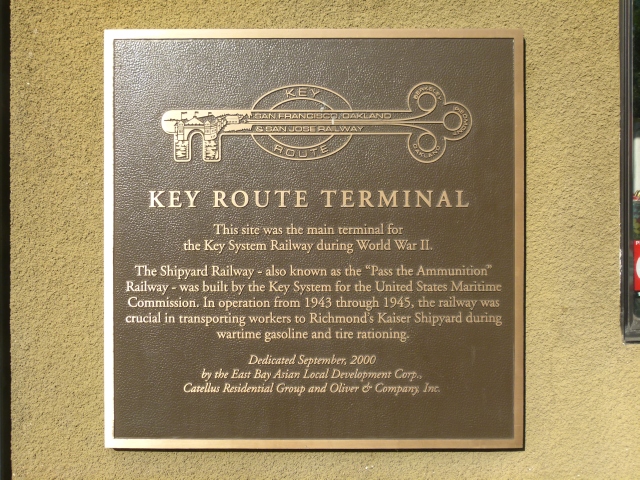 KEY
SAN FRANCISCO/OAKLAND
& SAN JOSE RAILWAY
ROUTE
BERKELEY
PIEDMONT
OAKLAND
KEY ROUTE TERMINAL
This site was the main terminal for
the Key System Railway during World War II.
The Shipyard Railway - also known as the "Pass the Ammunition"
Railway - was built by the Key System for the United States Maritime
Commission. In operation from 1943 through 1945, the railway was
crucial in transporting workers to Richmond's Kaiser Shipyard during
wartime gasoline and tire rationing.
Dedicated September, 2000
by the East Bay Asian Local Development Corp.,
Catellus Residential Group and Oliver & Company, Inc.